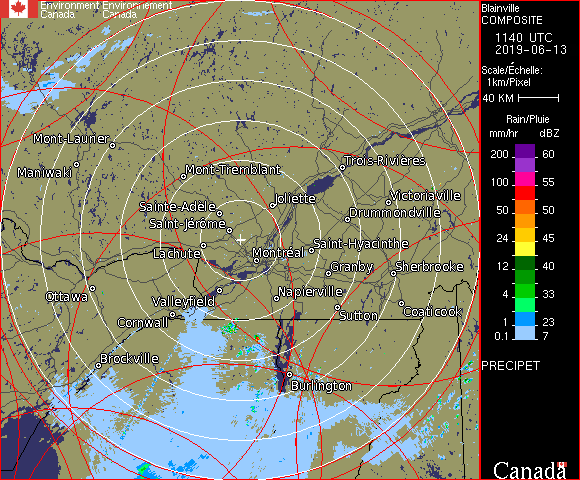 Environment Environnement
Canada Canada
Blainville
COMPOSITE
1140 UTC
2019-06-13
Scale/Échelle:
1km/Pixel
40 KM
Rain/Pluie
mm/hr dBZ
200 60
100 55
50 50
24 45
12 40
4 33
1 23
0.1 7
PRECIPET
Canada
Mont-Laurier
Maniwaki
Mont-Tremblant
Trois-Rivières
Sainte-Adèle
Joliette
Victoriaville
Drummondville
Saint-Jérôme
Lachute
Montréal
Saint-Hyacinthe
Granby
Sherbrooke
Ottawa
Valleyfield
Napierville
Cornwall
Sutton
Coaticook
Brockville
Burlington